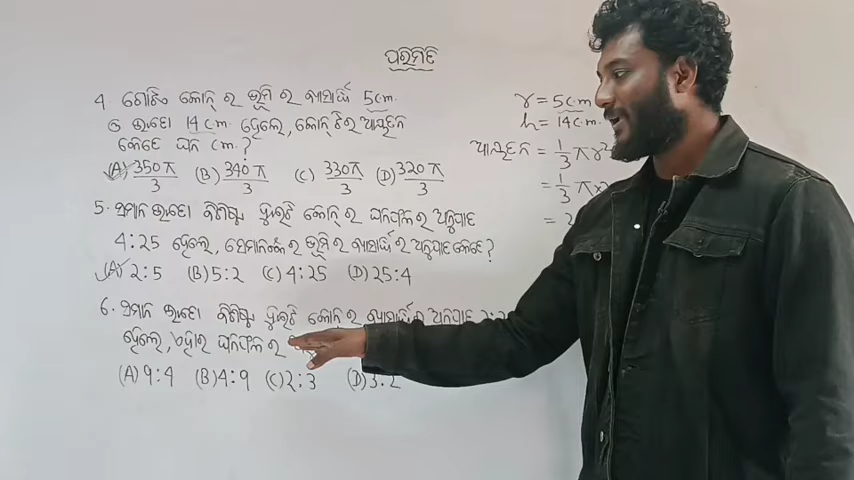 ପରିମିତି
4 ଗୋଟିଏ କୋନ୍ ର ଭୂମି ର ବ୍ୟାସାର୍ଦ୍ଧ 5cm.
ଓ ଉଚ୍ଚତା 14 cm. ହେଲେ, କୋନ୍ ଟିର ଆୟତନ
କେତେ ଘନ cm. ?
(A) 350π/3 (B) 340π/3 (C) 330π/3 (D) 320π/3
5. ସମାନ ଉଚ୍ଚତା ବିଶିଷ୍ଟ ଦୁଇଟି କୋନ୍ ର ଘନଫଳ ର ଅନୁପାତ
4:25 ହେଲେ, ସେମାନଙ୍କ ର ଭୂମି ର ବ୍ୟାସାର୍ଦ୍ଧ ର ଅନୁପାତ କେତେ ?
(A) 2:5 (B) 5:2 (C) 4:25 (D) 25:4
6. ସମାନ ଉଚ୍ଚତା ବିଶିଷ୍ଟ ଦୁଇଟି କୋନ୍ ର ବ୍ୟାସାର୍ଦ୍ଧ ର ଅନୁପାତ
ହେଲେ, ଏହାର ଘନଫଳ ର
(A) 9:4 (B) 4:9 (C) 2:3 (D) 3:2
r = 5cm
h = 14cm.
ଆୟତନ = 1/3 πr
= 1/3 π
=